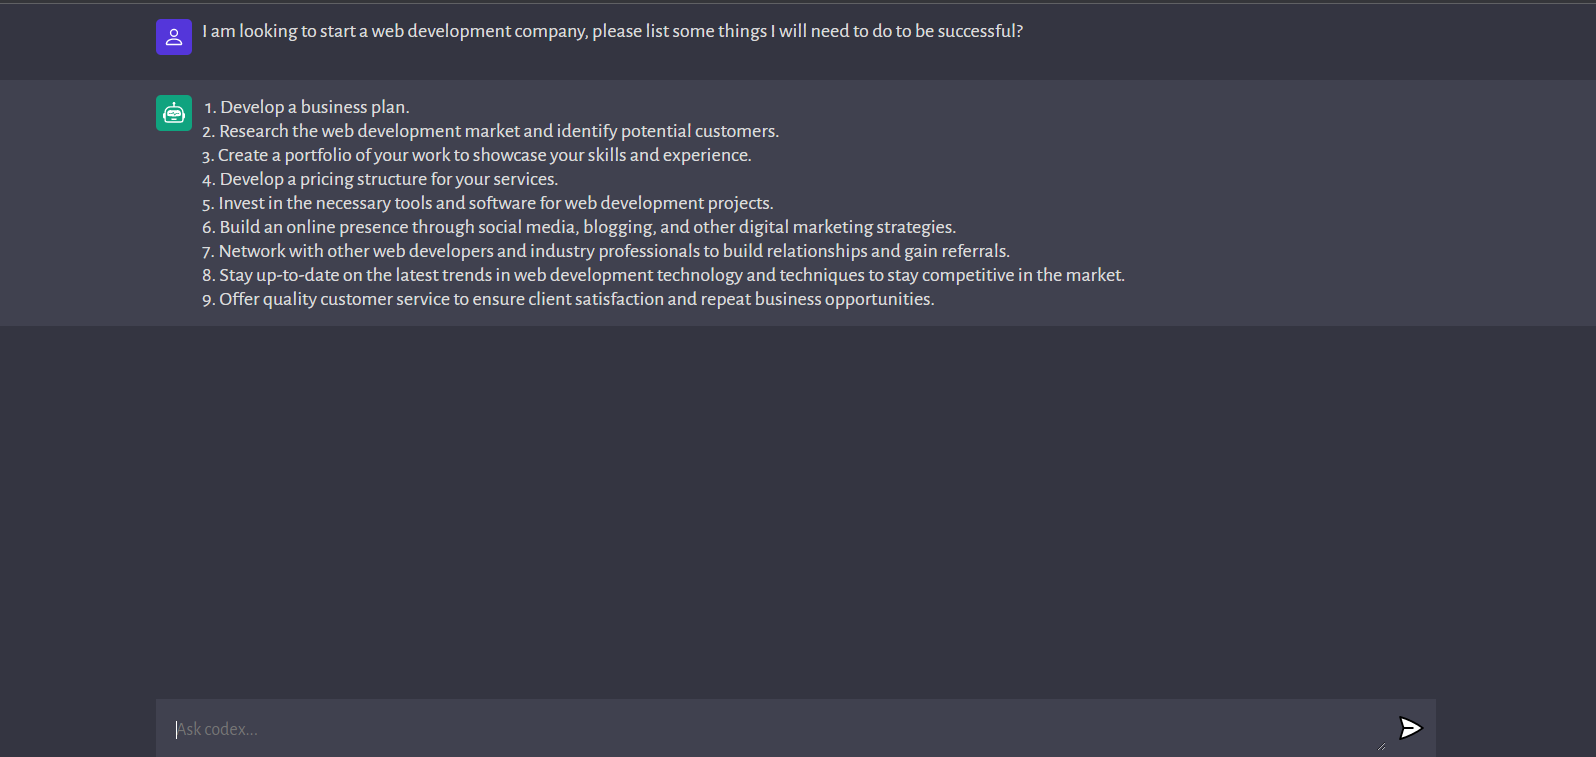 I am looking to start a web development company, please list some things I will need to do to be successful?
1. Develop a business plan.
2. Research the web development market and identify potential customers.
3. Create a portfolio of your work to showcase your skills and experience.
4. Develop a pricing structure for your services.
5. Invest in the necessary tools and software for web development projects.
6. Build an online presence through social media, blogging, and other digital marketing strategies.
7. Network with other web developers and industry professionals to build relationships and gain referrals.
8. Stay up-to-date on the latest trends in web development technology and techniques to stay competitive in the market.
9. Offer quality customer service to ensure client satisfaction and repeat business opportunities.
Ask codex...